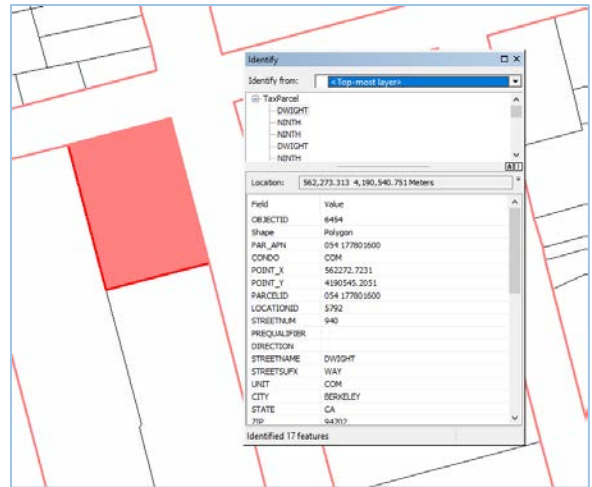 Identify
Identify from: <Top-most layer>
TaxParcel
DWIGHT
NINTH
NINTH
DWIGHT
NINTH
Location: 562,273.313 4,190,540.751 Meters
Field Value
OBJECTID 6454
Shape Polygon
PAR_APN 054 177801600
CONDO COM
POINT_X 562272.7231
POINT_Y 4190545.2051
PARCELID 054 177801600
LOCATIONID 5792
STREETNUM 940
PREQUALIFIER
DIRECTION
STREETNAME DWIGHT
STREETSUFX WAY
UNIT COM
CITY BERKELEY
STATE CA
ZIP 94702
Identified 17 features